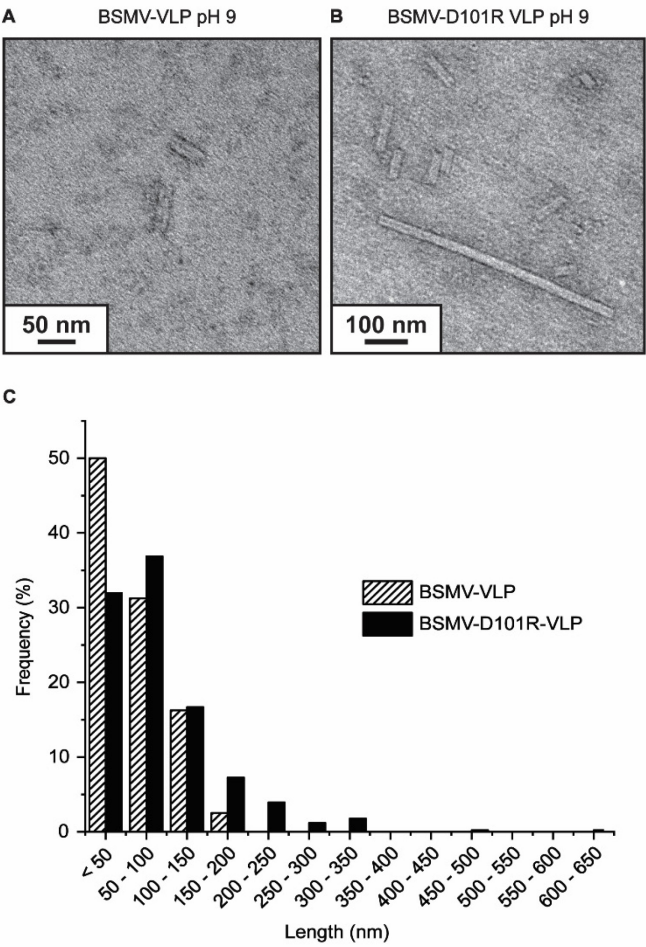 A BSMV-VLP pH 9
B BSMV-D101R VLP pH 9
50 nm
100 nm
C
50
40
30
20
10
0
Frequency (%)
BSMV-VLP
BSMV-D101R-VLP
< 50
50 - 100
100 - 150
150 - 200
200 - 250
250 - 300
300 - 350
350 - 400
400 - 450
450 - 500
500 - 550
550 - 600
600 - 650
Length (nm)